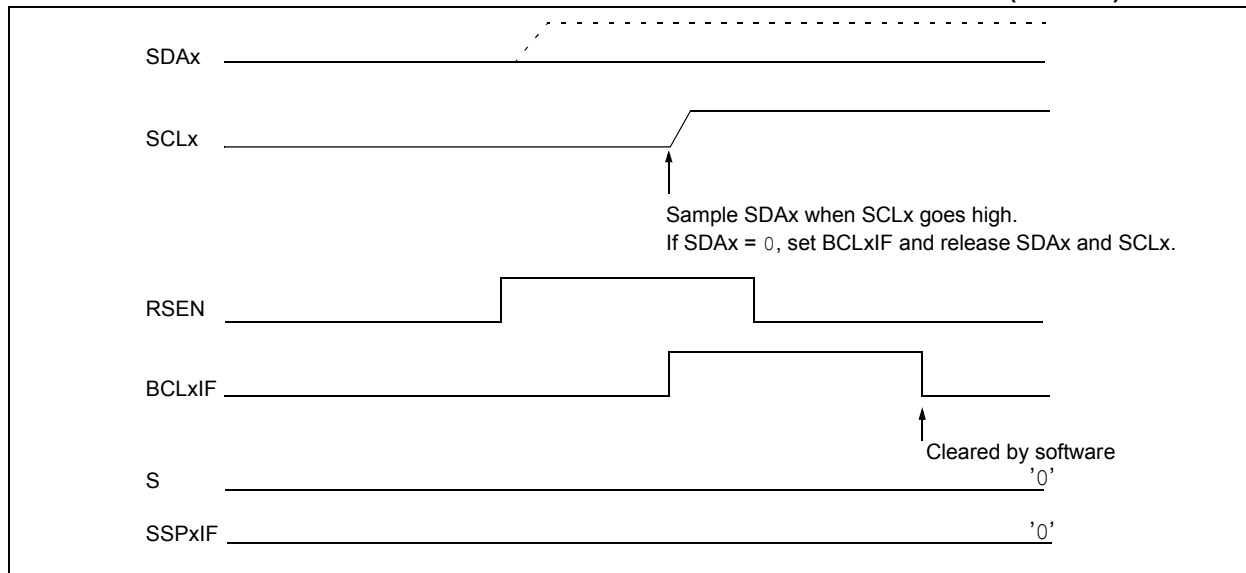 SDAx
SCLx
Sample SDAx when SCLx goes high.
If SDAx = 0, set BCLxIF and release SDAx and SCLx.
RSEN
BCLxIF
Cleared by software
S '0'
SSPxIF '0'